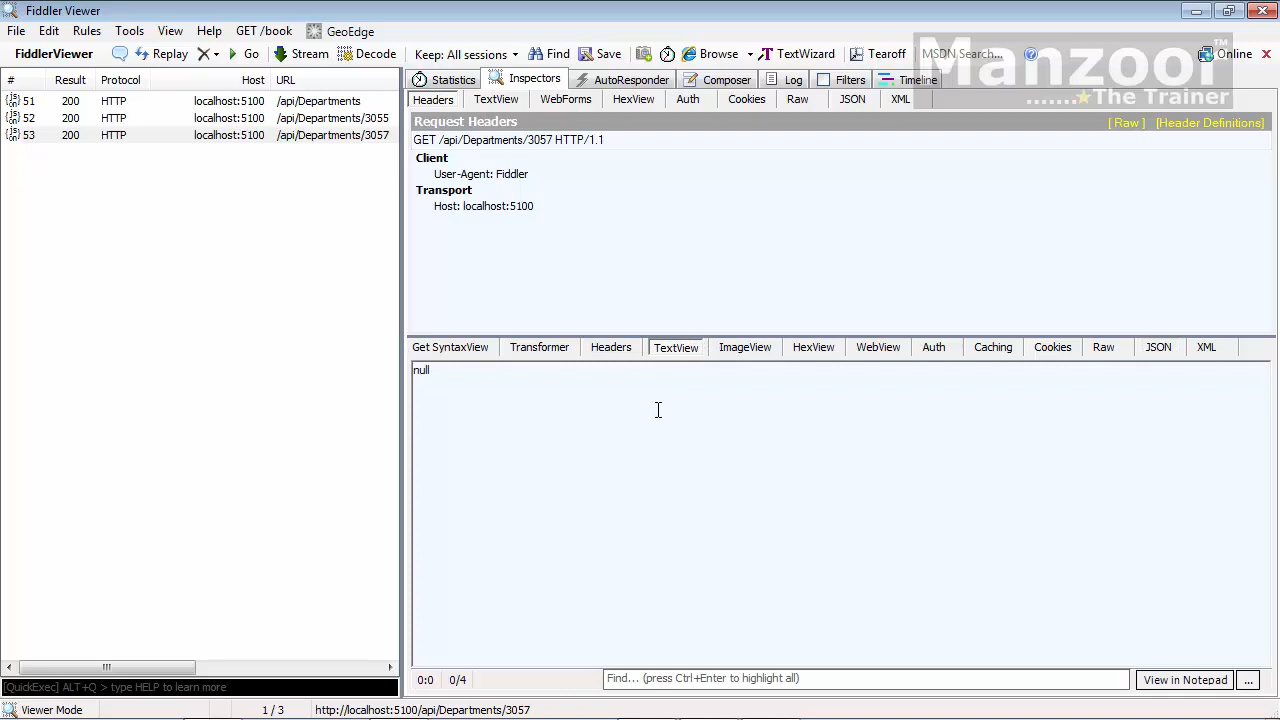 Fiddler Viewer
File Edit Rules Tools View Help GET /book GeoEdge
FiddlerViewer Replay Go Stream Decode Keep: All sessions Find Save Browse TextWizard Tearoff MSDN Search... Online
Manzoor™
.......★The Trainer
# Result Protocol Host URL
51 200 HTTP localhost:5100 /api/Departments
52 200 HTTP localhost:5100 /api/Departments/3055
53 200 HTTP localhost:5100 /api/Departments/3057
Statistics Inspectors AutoResponder Composer Log Filters Timeline
Headers TextView WebForms HexView Auth Cookies Raw JSON XML
Request Headers [ Raw ] [Header Definitions]
GET /api/Departments/3057 HTTP/1.1
Client
User-Agent: Fiddler
Transport
Host: localhost:5100
Get SyntaxView Transformer Headers TextView ImageView HexView WebView Auth Caching Cookies Raw JSON XML
null
0:0 0/4 Find... (press Ctrl+Enter to highlight all) View in Notepad ...
[QuickExec] ALT+Q > type HELP to learn more
Viewer Mode 1 / 3 http://localhost:5100/api/Departments/3057